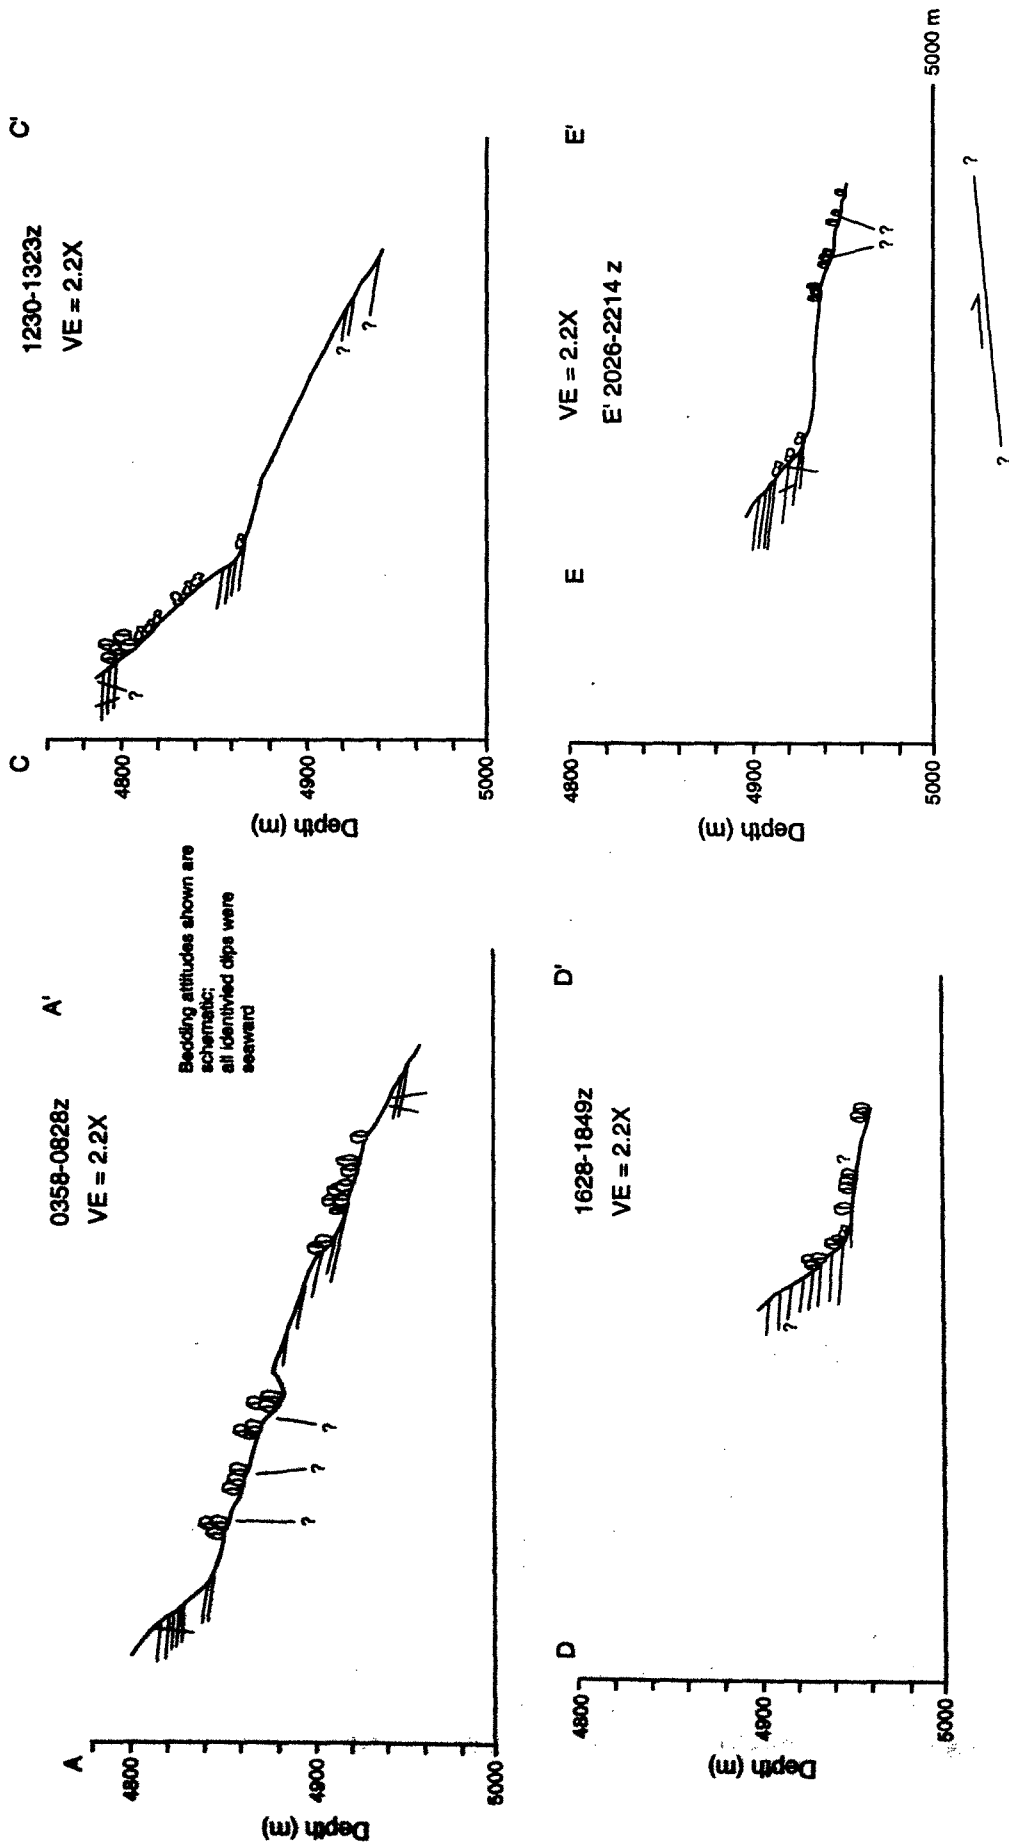 A
A'
0358-0828z
VE = 2.2X
Depth (m)
4800
4900
5000
?
?
?
Bedding attitudes shown are
schematic;
all identivied dips were
seaward
C
C'
1230-1323z
VE = 2.2X
Depth (m)
4800
4900
5000
?
?
?
D
D'
1628-1849z
VE = 2.2X
Depth (m)
4800
4900
5000
?
?
E
E'
VE = 2.2X
E' 2026-2214 z
Depth (m)
4800
4900
5000
??
5000 m
?
?